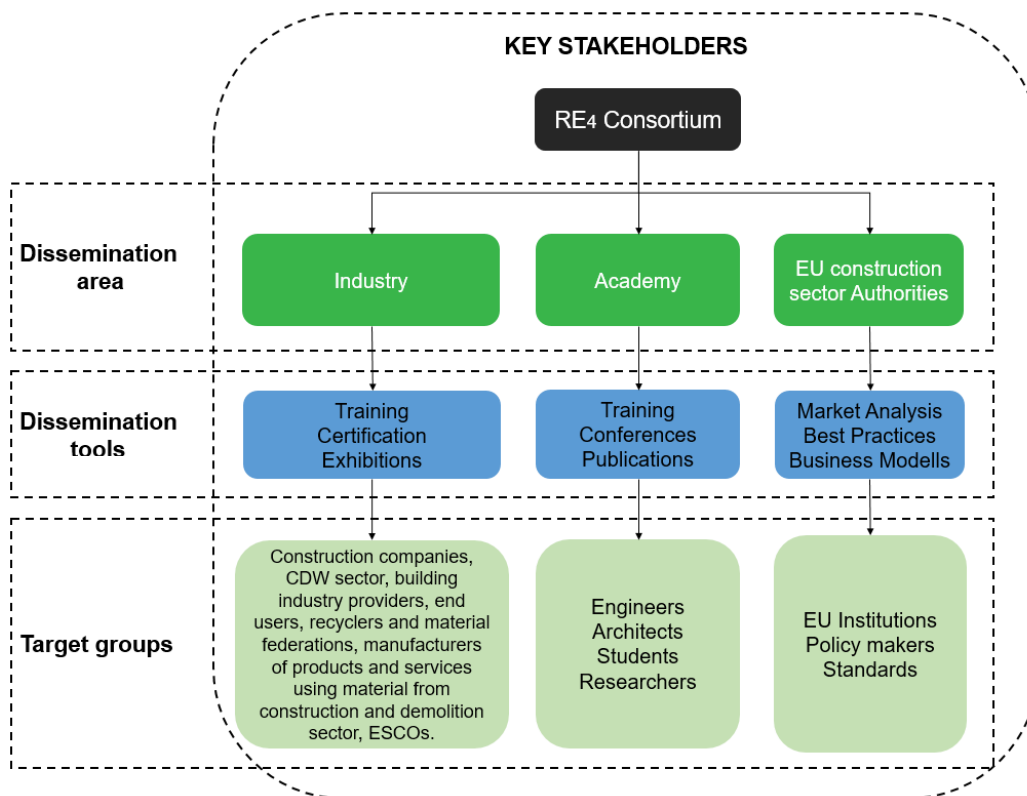 KEY STAKEHOLDERS
RE4 Consortium
Dissemination
area
Industry
Academy
EU construction
sector Authorities
Dissemination
tools
Training
Certification
Exhibitions
Training
Conferences
Publications
Market Analysis
Best Practices
Business Modells
Target groups
Construction companies,
CDW sector, building
industry providers, end
users, recyclers and material
federations, manufacturers
of products and services
using material from
construction and demolition
sector, ESCOs.
Engineers
Architects
Students
Researchers
EU Institutions
Policy makers
Standards